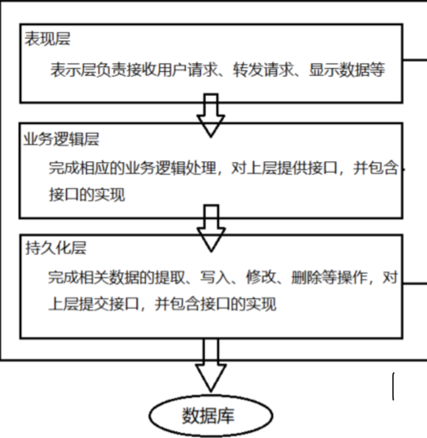 表现层
表示层负责接收用户请求、转发请求、显示数据等
业务逻辑层
完成相应的业务逻辑处理，对上层提供接口，并包含
接口的实现
持久化层
完成相关数据的提取、写入、修改、删除等操作，对
上层提交接口，并包含接口的实现
数据库